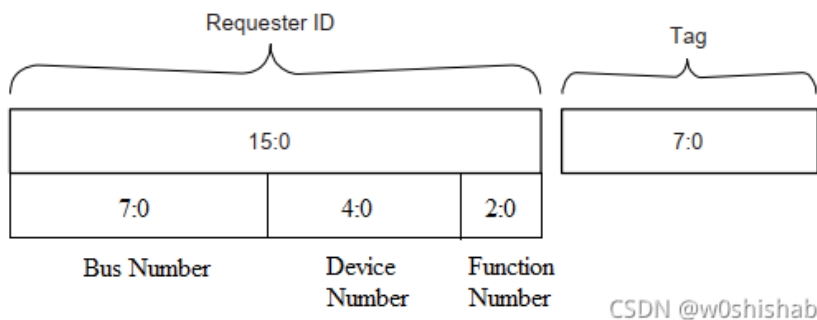 Requester ID
Tag
15:0
7:0
7:0
4:0
2:0
Bus Number
Device
Number
Function
Number
CSDN @w0shishab